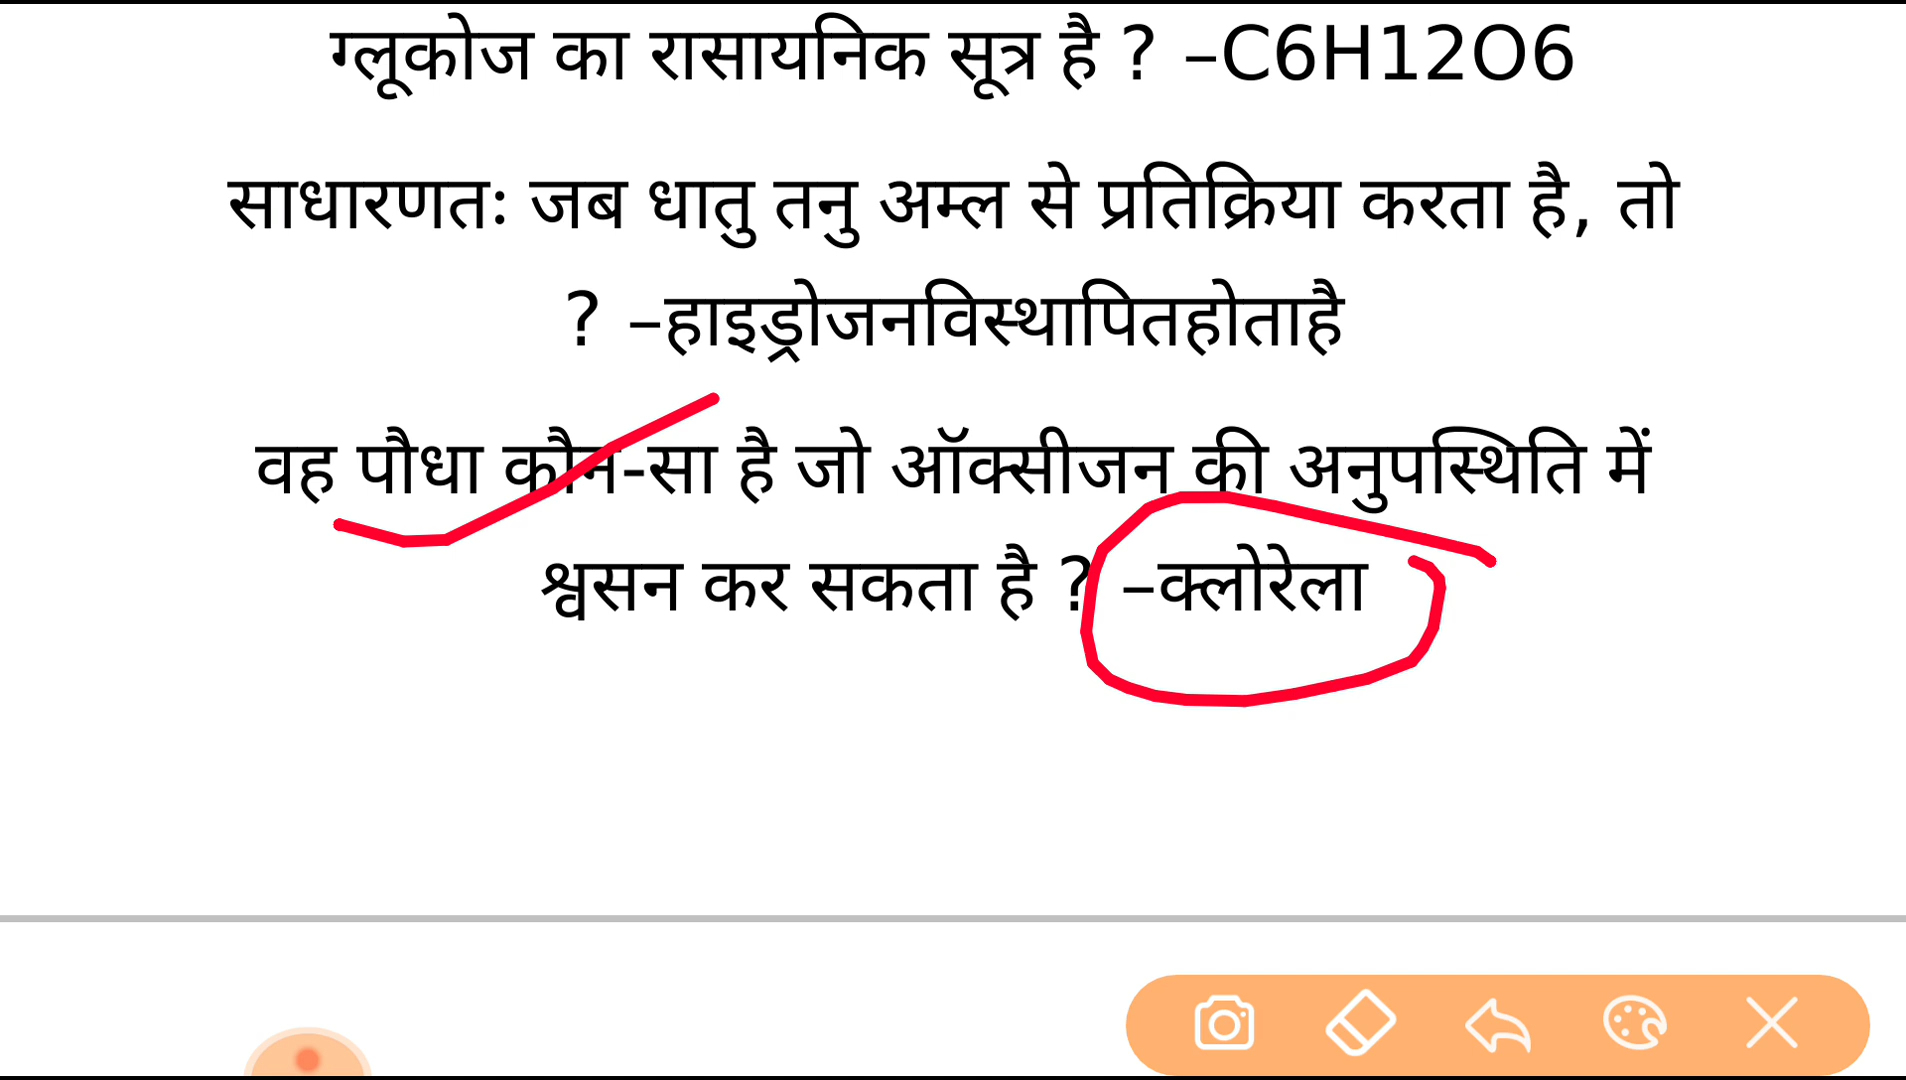 ग्लूकोज का रासायनिक सूत्र है ? –C6H12O6
साधारणतः जब धातु तनु अम्ल से प्रतिक्रिया करता है, तो
? –हाइड्रोजनविस्थापितहोताहै
वह पौधा कौन-सा है जो ऑक्सीजन की अनुपस्थिति में
श्वसन कर सकता है ? –क्लोरेला